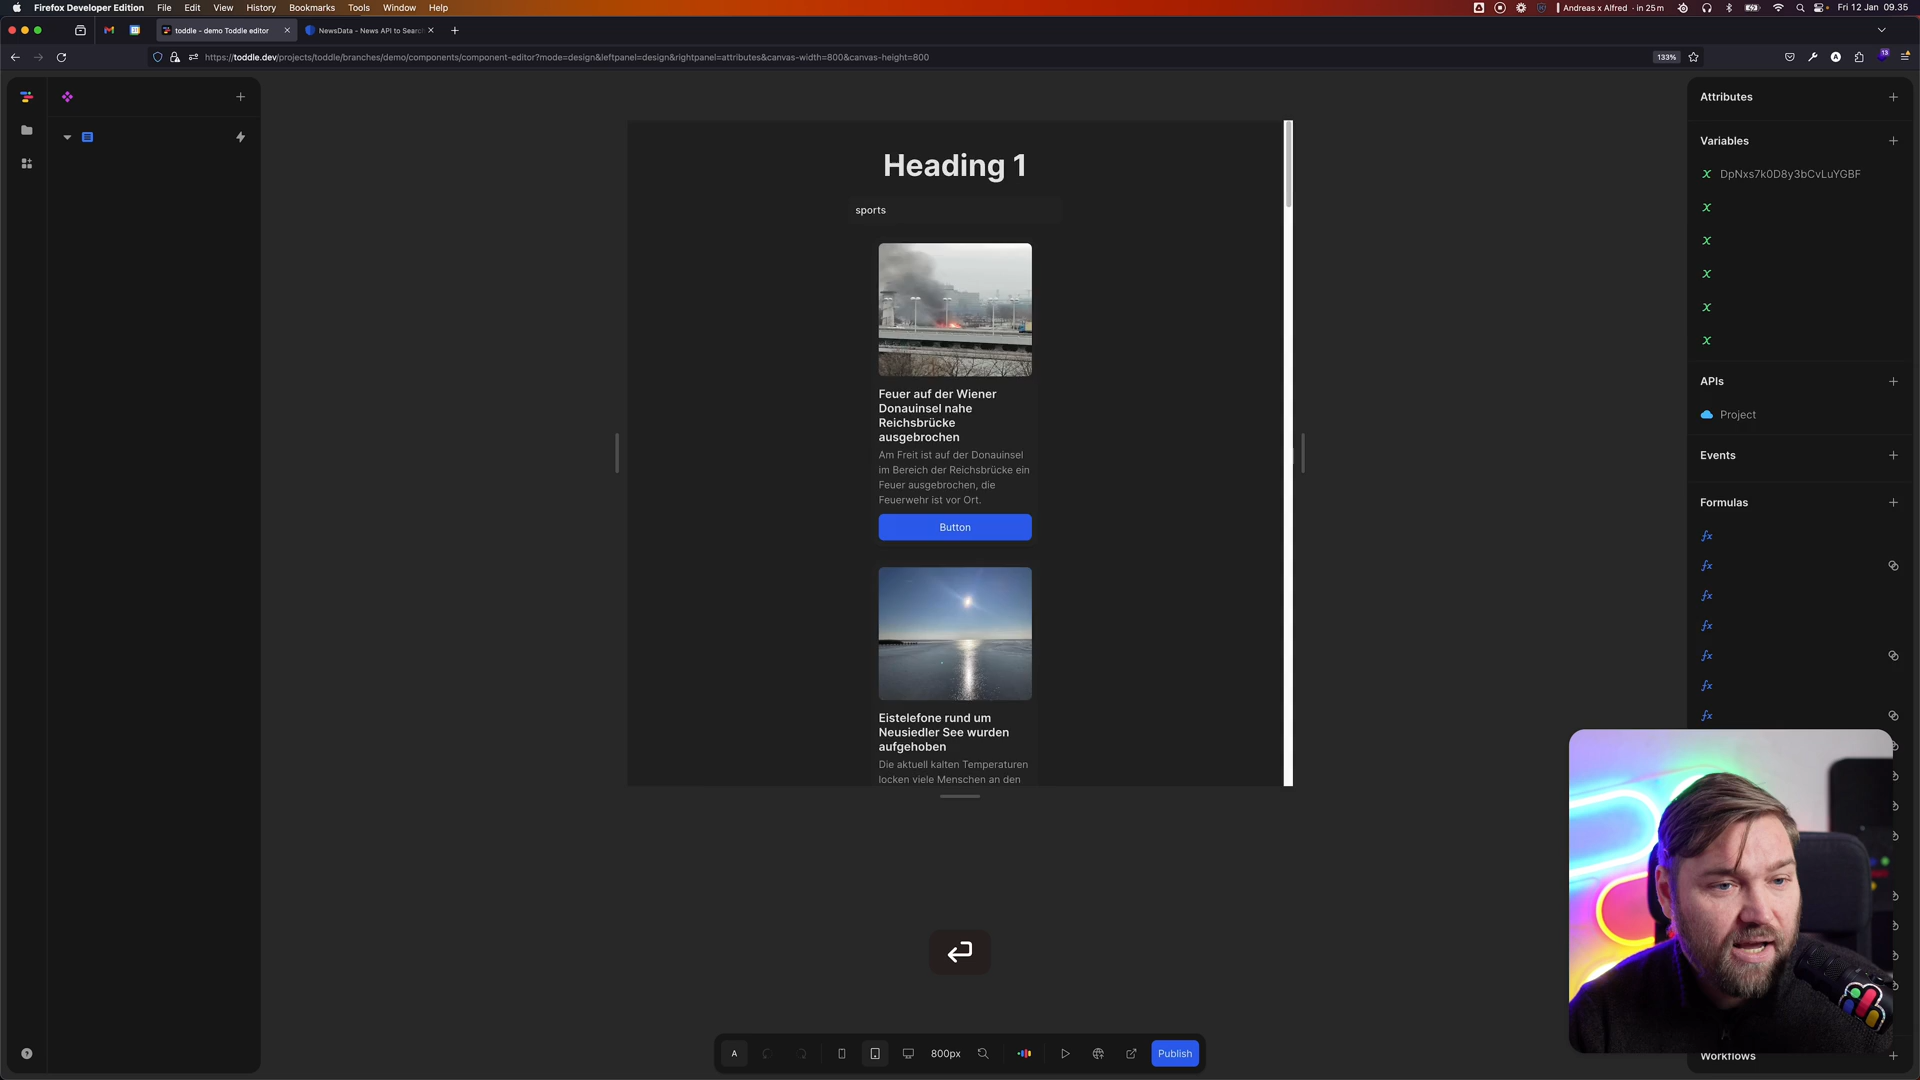 Firefox Developer Edition File Edit View History Bookmarks Tools Window Help
Andreas x Alfred · in 25m
Fri 12 Jan 09.35
toddle - demo Toddle editor
NewsData - News API to Searc
https://toddle.dev/projects/toddle/branches/demo/components/component-editor?mode=design&leftpanel=design&rightpanel=attributes&canvas-width=800&canvas-height=800
133%
Heading 1
sports
Feuer auf der Wiener
Donauinsel nahe
Reichsbrücke
ausgebrochen
Am Freit ist auf der Donauinsel
im Bereich der Reichsbrücke ein
Feuer ausgebrochen, die
Feuerwehr ist vor Ort.
Button
Eistelefone rund um
Neusiedler See wurden
aufgehoben
Die aktuell kalten Temperaturen
locken viele Menschen an den
Attributes
Variables
DpNxs7k0D8y3bCvLuYGBF
APIs
Project
Events
Formulas
Workflows
A
800px
Publish